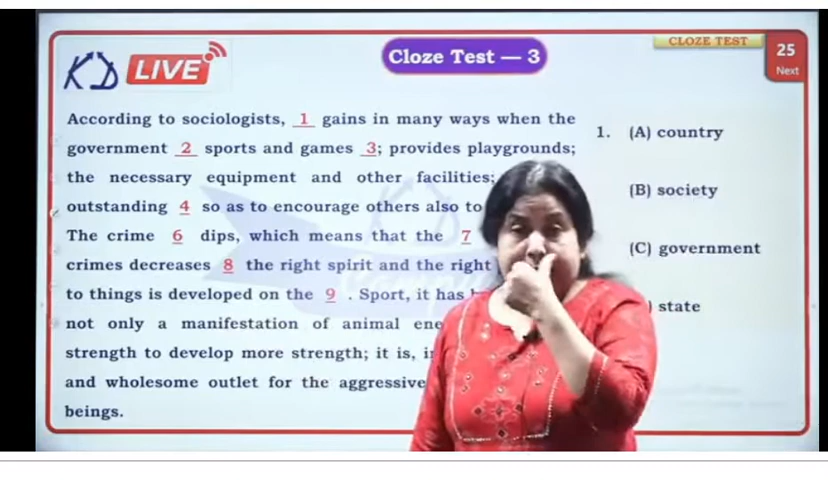 CLOZE TEST
25
Next
KD LIVE
Cloze Test — 3
According to sociologists, 1 gains in many ways when the
government 2 sports and games 3; provides playgrounds;
the necessary equipment and other facilities;
outstanding 4 so as to encourage others also to
The crime 6 dips, which means that the 7
crimes decreases 8 the right spirit and the right
to things is developed on the 9 . Sport, it has
not only a manifestation of animal
strength to develop more strength; it is,
and wholesome outlet for the aggressive
beings.
1. (A) country
(B) society
(C) government
state